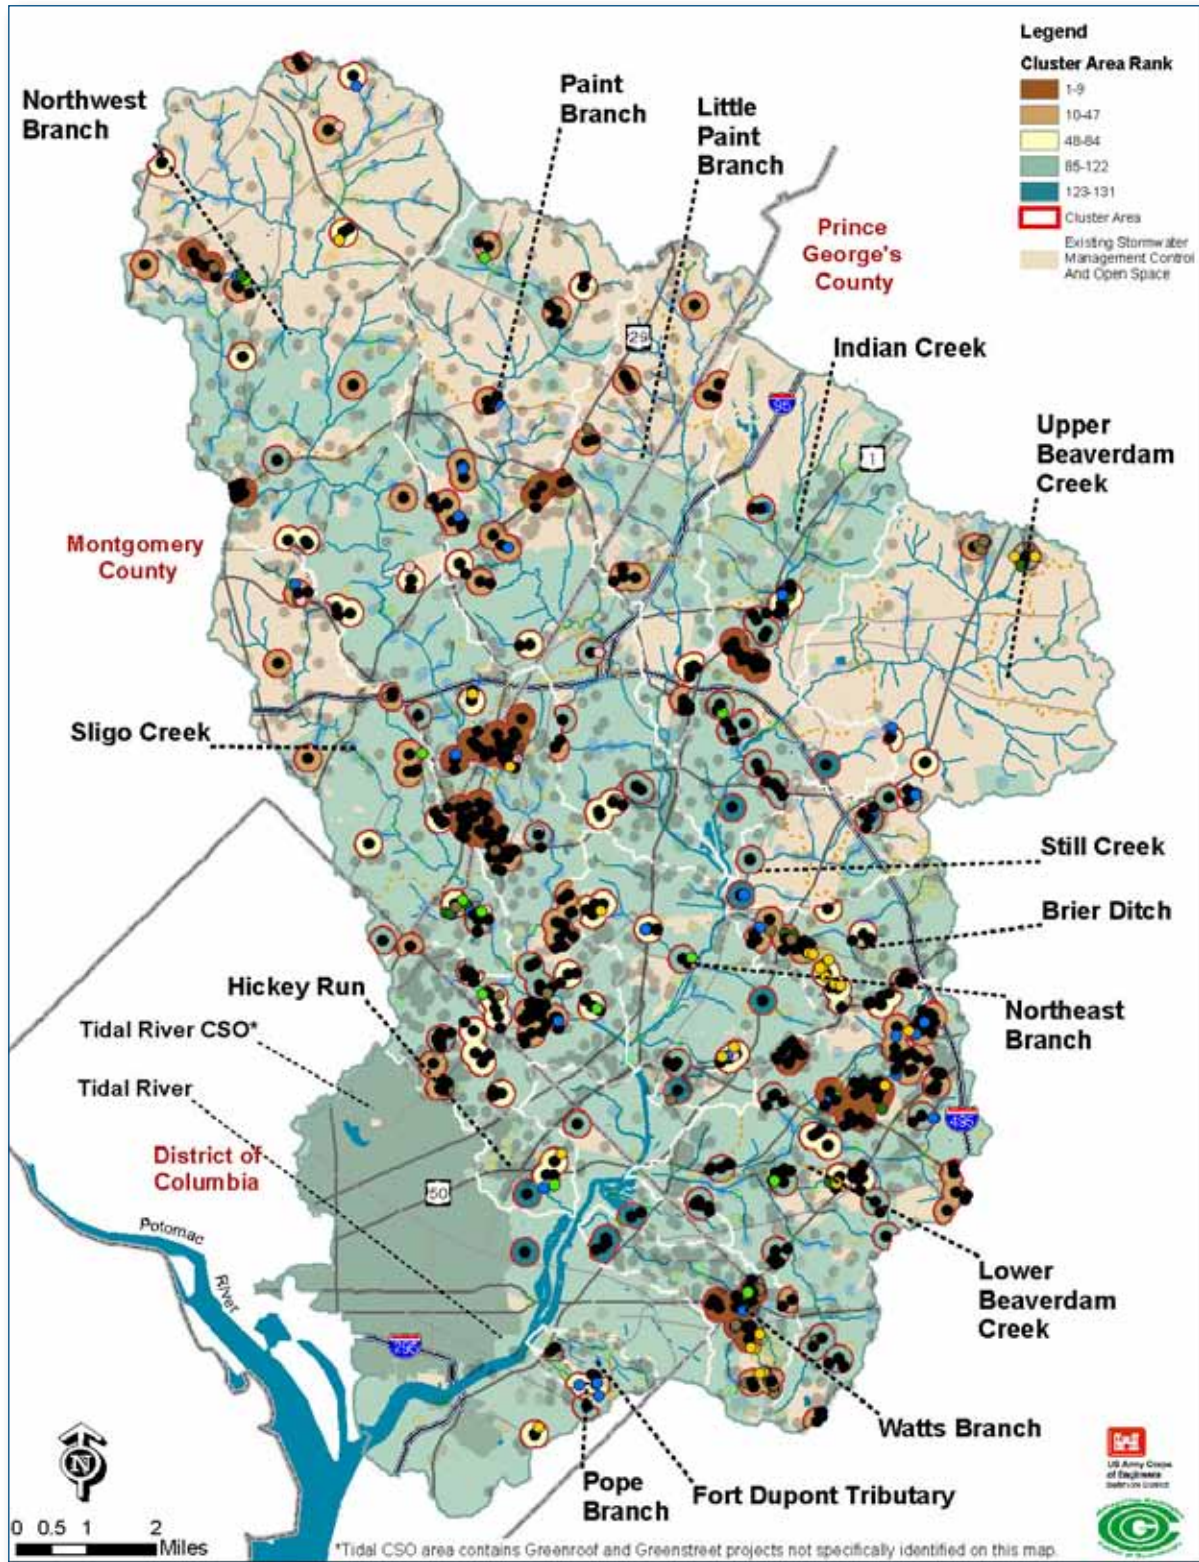 Legend
Cluster Area Rank
1-9
10-47
48-84
85-122
123-131
Cluster Area
Existing Stormwater
Management Control
And Open Space
Northwest
Branch
Paint
Branch
Little
Paint
Branch
Prince
George's
County
29
Indian Creek
95
1
Upper
Beaverdam
Creek
Montgomery
County
Sligo Creek
Still Creek
Brier Ditch
Hickey Run
Northeast
Branch
Tidal River CSO*
Tidal River
495
District of
Columbia
50
Potomac
River
Lower
Beaverdam
Creek
295
Watts Branch
Pope
Branch
Fort Dupont Tributary
N
US Army Corps
of Engineers
Baltimore District
0 0.5 1 2
Miles
*Tidal CSO area contains Greenroof and Greenstreet projects not specifically identified on this map.